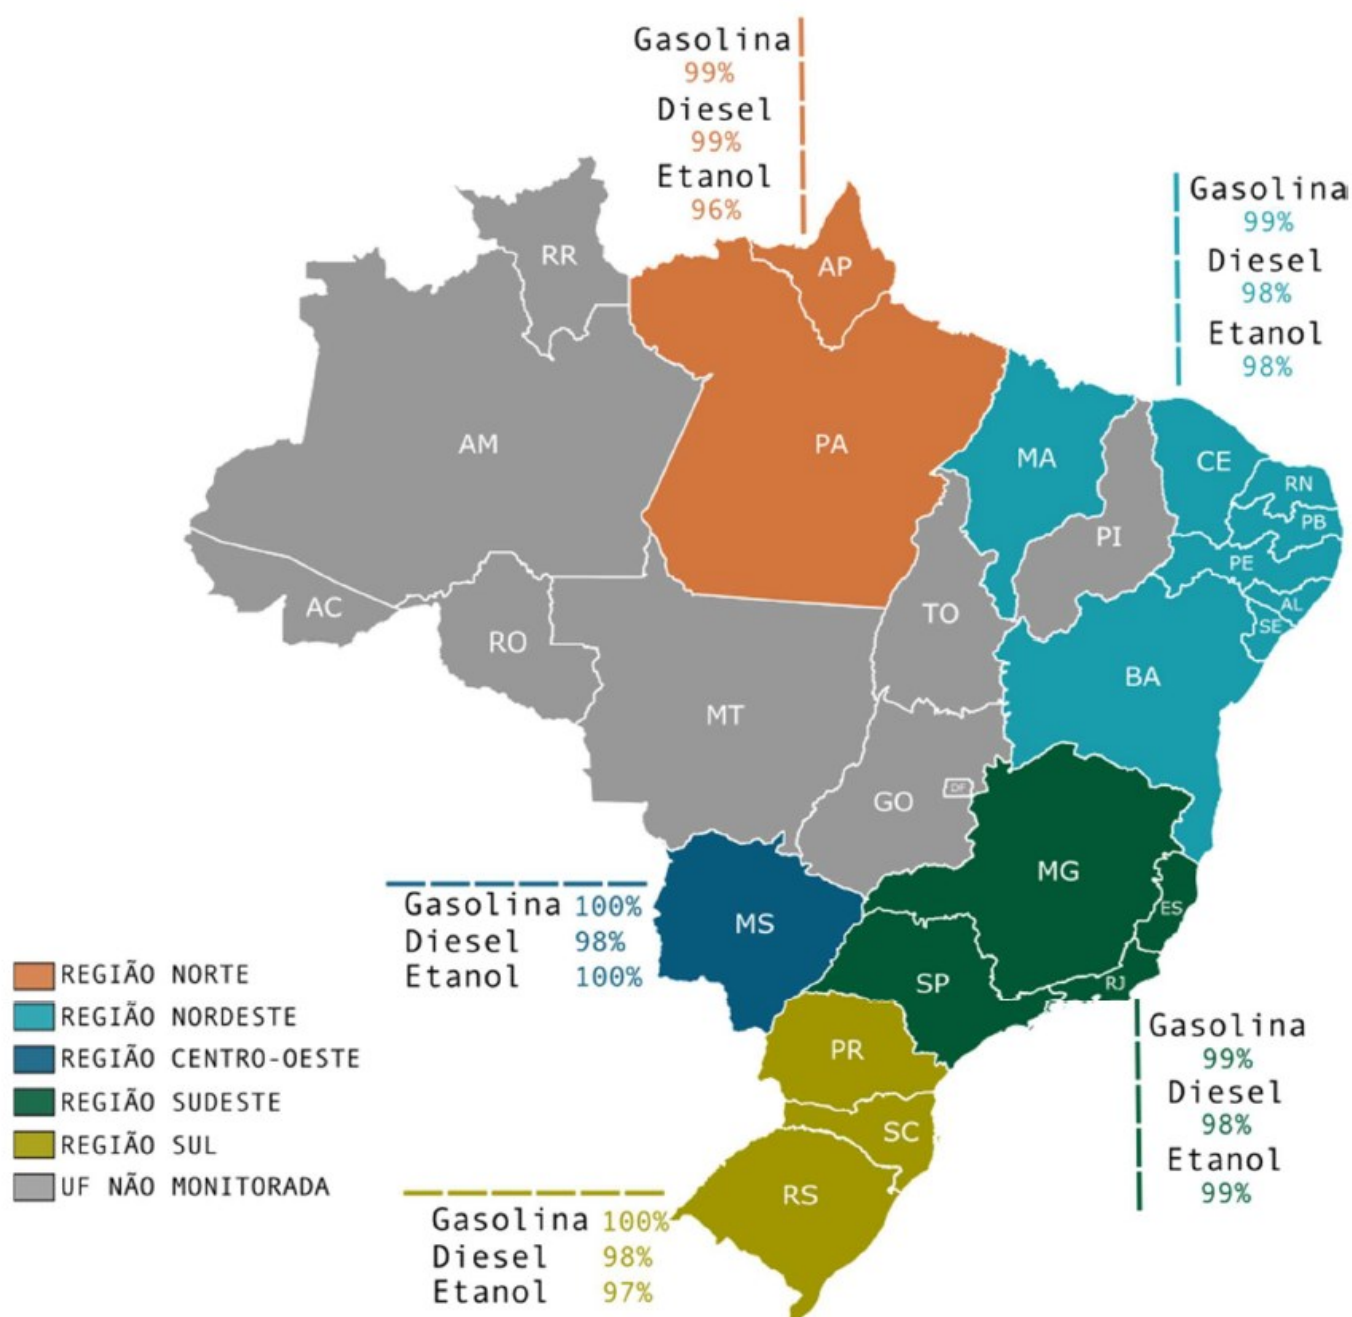 Gasolina
99%
Diesel
99%
Etanol
96%
Gasolina
99%
Diesel
98%
Etanol
98%
RR
AP
AM
PA
MA
CE
RN
PB
PI
PE
AL
SE
AC
RO
TO
BA
MT
GO
DF
MG
ES
MS
SP
RJ
PR
SC
RS
Gasolina 100%
Diesel 98%
Etanol 100%
REGIÃO NORTE
REGIÃO NORDESTE
REGIÃO CENTRO-OESTE
REGIÃO SUDESTE
REGIÃO SUL
UF NÃO MONITORADA
Gasolina
99%
Diesel
98%
Etanol
99%
Gasolina 100%
Diesel 98%
Etanol 97%